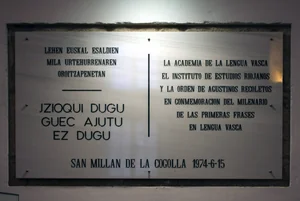 LEHEN EUSKAL ESALDIEN
MILA URTEHURRENAREN
OROITZAPENETAN
JZIOQUI DUGU
GUEC AJUTU
EZ DUGU
LA ACADEMIA DE LA LENGUA VASCA
EL INSTITUTO DE ESTUDIOS RIOJANOS
Y LA ORDEN DE AGUSTINOS RECOLETOS
EN CONMEMORACION DEL MILENARIO
DE LAS PRIMERAS FRASES
EN LENGUA VASCA
SAN MILLAN DE LA COGOLLA 1974-6-15